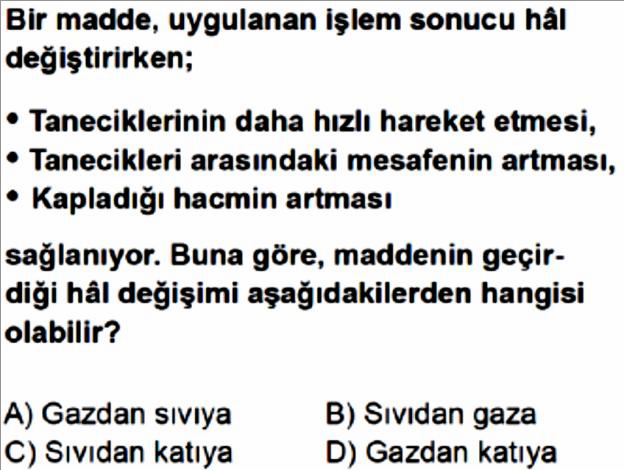 Bir madde, uygulanan işlem sonucu hâl
değiştirirken;
• Taneciklerinin daha hızlı hareket etmesi,
• Tanecikleri arasındaki mesafenin artması,
• Kapladığı hacmin artması
sağlanıyor. Buna göre, maddenin geçir-
diği hâl değişimi aşağıdakilerden hangisi
olabilir?
A) Gazdan sıvıya B) Sıvıdan gaza
C) Sıvıdan katıya D) Gazdan katıya